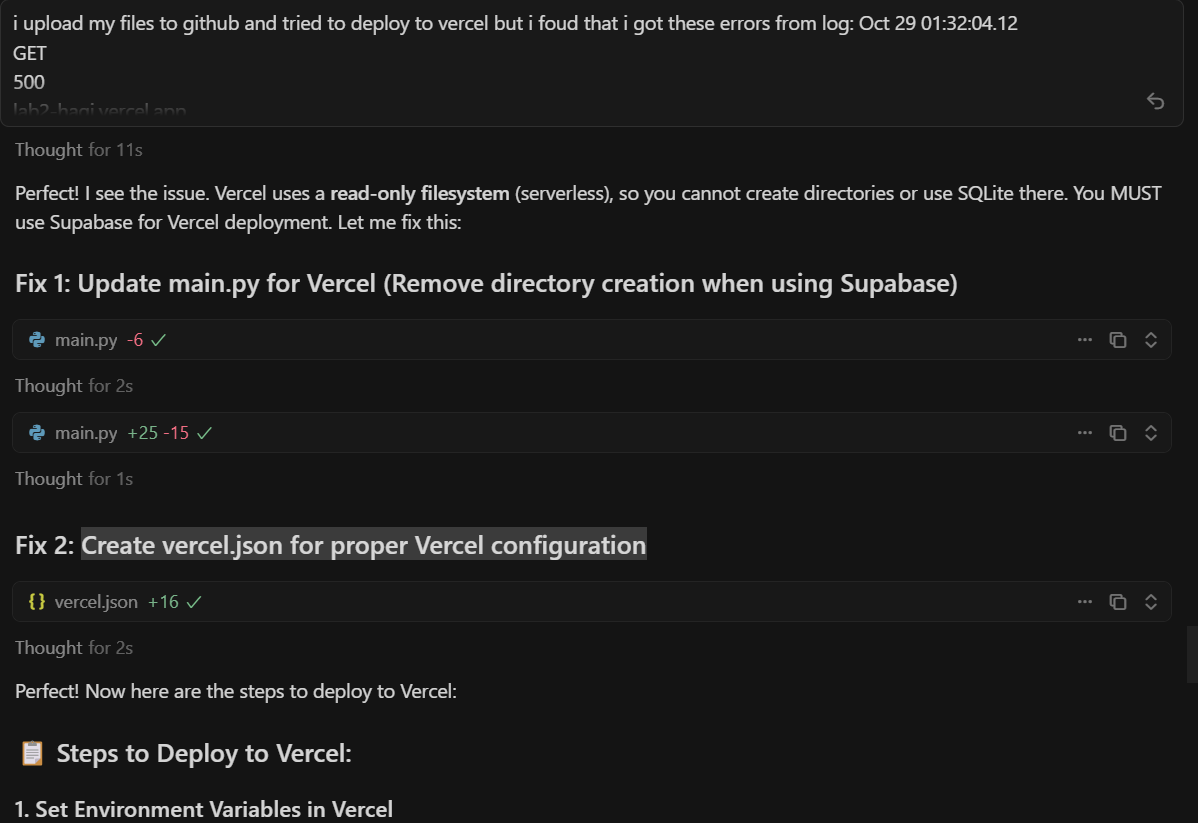 i upload my files to github and tried to deploy to vercel but i foud that i got these errors from log: Oct 29 01:32:04.12
GET
500
lab2-haqi.vercel.app
Thought for 11s
Perfect! I see the issue. Vercel uses a read-only filesystem (serverless), so you cannot create directories or use SQLite there. You MUST
use Supabase for Vercel deployment. Let me fix this:
Fix 1: Update main.py for Vercel (Remove directory creation when using Supabase)
main.py -6
Thought for 2s
main.py +25 -15
Thought for 1s
Fix 2: Create vercel.json for proper Vercel configuration
{} vercel.json +16
Thought for 2s
Perfect! Now here are the steps to deploy to Vercel:
📋 Steps to Deploy to Vercel:
1. Set Environment Variables in Vercel